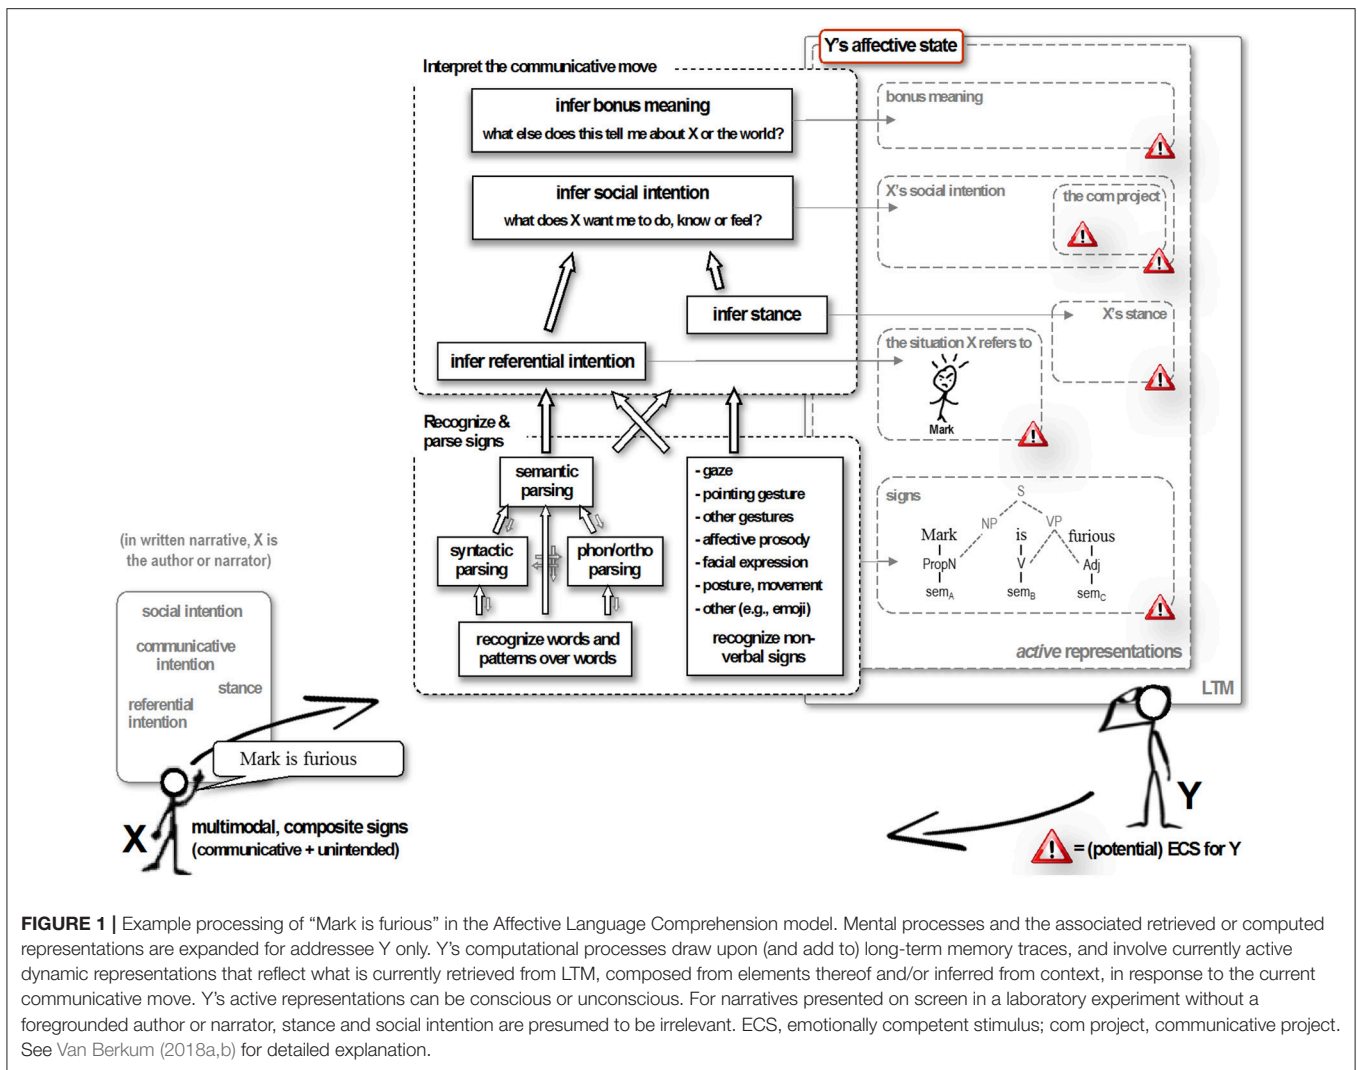 Y's affective state
Interpret the communicative move
infer bonus meaning
what else does this tell me about X or the world?
bonus meaning
infer social intention
what does X want me to do, know or feel?
X's social intention
the com project
infer stance
X's stance
infer referential intention
the situation X refers to
Mark
Recognize &
parse signs
semantic
parsing
syntactic
parsing
phon/ortho
parsing
recognize words and
patterns over words
- gaze
- pointing gesture
- other gestures
- affective prosody
- facial expression
- posture, movement
- other (e.g., emoji)
recognize non-
verbal signs
signs
S
NP
VP
Mark is furious
PropN V Adj
semA semB semC
active representations
LTM
(in written narrative, X is
the author or narrator)
social intention
communicative
intention
stance
referential
intention
Mark is furious
X
multimodal, composite signs
(communicative + unintended)
Y
= (potential) ECS for Y
FIGURE 1 | Example processing of “Mark is furious” in the Affective Language Comprehension model. Mental processes and the associated retrieved or computed
representations are expanded for addressee Y only. Y's computational processes draw upon (and add to) long-term memory traces, and involve currently active
dynamic representations that reflect what is currently retrieved from LTM, composed from elements thereof and/or inferred from context, in response to the current
communicative move. Y's active representations can be conscious or unconscious. For narratives presented on screen in a laboratory experiment without a
foregrounded author or narrator, stance and social intention are presumed to be irrelevant. ECS, emotionally competent stimulus; com project, communicative project.
See Van Berkum (2018a,b) for detailed explanation.